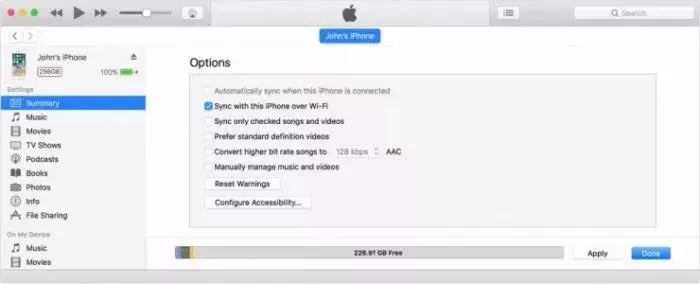 Search
John's iPhone
John's iPhone
256GB 100%
Settings
Summary
Music
Movies
TV Shows
Podcasts
Books
Photos
Info
File Sharing
On My Device
Music
Movies
Options
Automatically sync when this iPhone is connected
Sync with this iPhone over Wi-Fi
Sync only checked songs and videos
Prefer standard definition videos
Convert higher bit rate songs to 128 kbps AAC
Manually manage music and videos
Reset Warnings
Configure Accessibility...
226.91 GB Free Apply Done